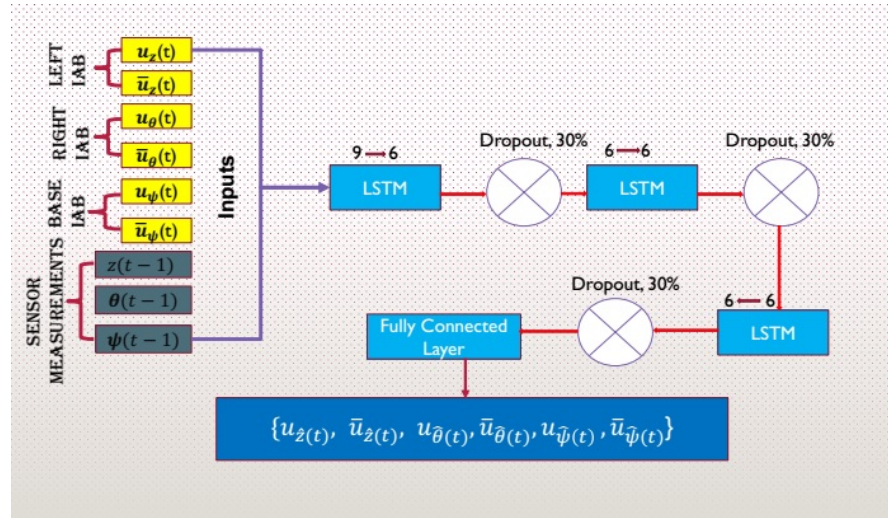 LEFT IAB
u_z(t)
ū_z(t)
RIGHT IAB
u_θ(t)
ū_θ(t)
BASE IAB
u_ψ(t)
ū_ψ(t)
SENSOR MEASUREMENTS
z(t − 1)
θ(t − 1)
ψ(t − 1)
Inputs
9 → 6
LSTM
Dropout, 30%
6 → 6
LSTM
Dropout, 30%
6 ← 6
LSTM
Dropout, 30%
Fully Connected
Layer
{u_ẑ(t), ū_ẑ(t), u_θ̂(t), ū_θ̂(t), u_ψ̂(t), ū_ψ̂(t)}